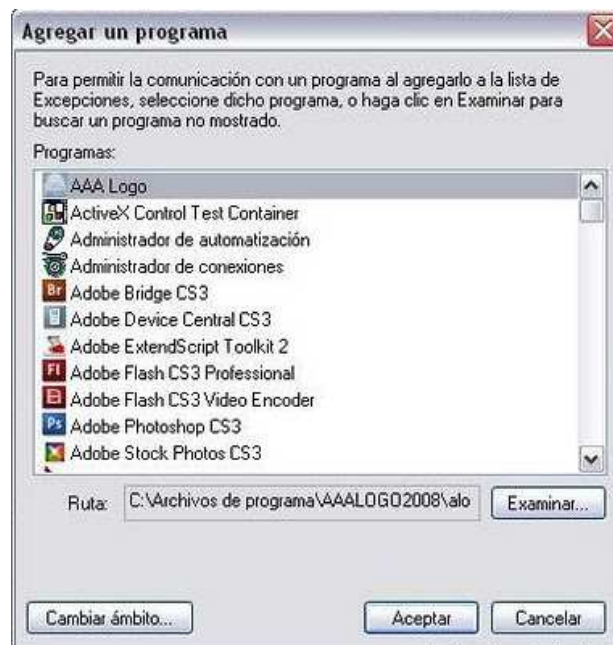 Agregar un programa
Para permitir la comunicación con un programa al agregarlo a la lista de
Excepciones, seleccione dicho programa, o haga clic en Examinar para
buscar un programa no mostrado.
Programas:
AAA Logo
ActiveX Control Test Container
Administrador de automatización
Administrador de conexiones
Br Adobe Bridge CS3
Adobe Device Central CS3
Adobe ExtendScript Toolkit 2
Fl Adobe Flash CS3 Professional
Adobe Flash CS3 Video Encoder
Ps Adobe Photoshop CS3
Adobe Stock Photos CS3
Ruta: C:\Archivos de programa\AAALOGO2008\alo Examinar...
Cambiar ámbito... Aceptar Cancelar